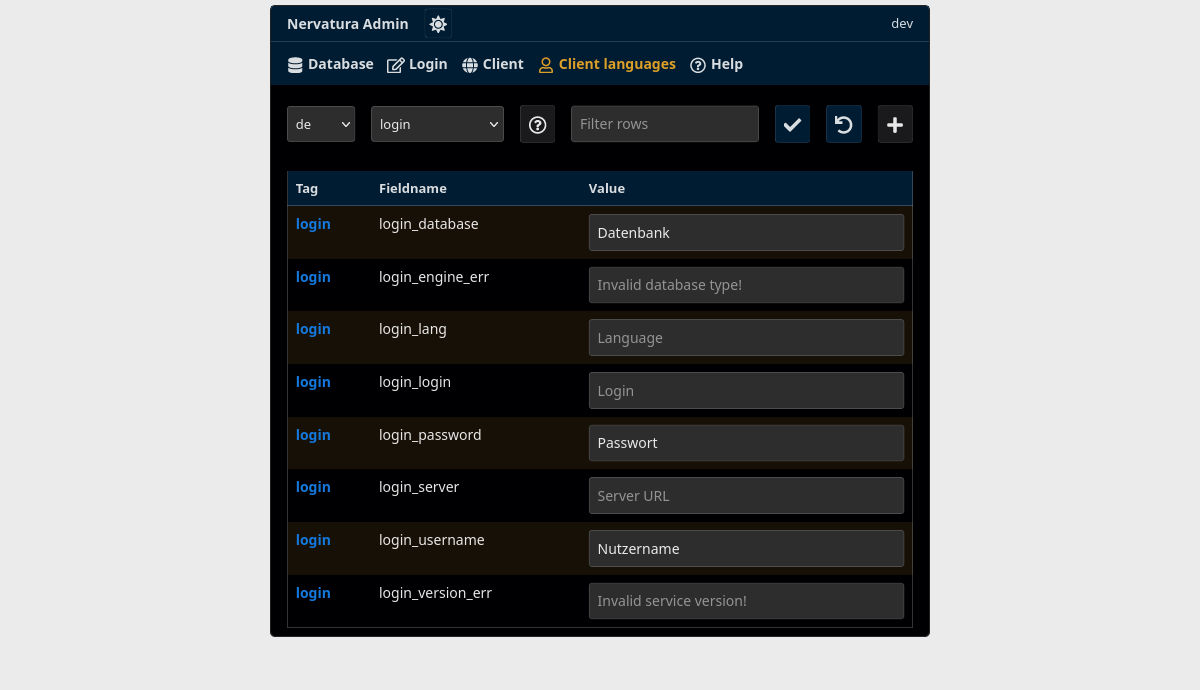 Nervatura Admin dev
Database Login Client Client languages Help
de login Filter rows
Tag Fieldname Value
login login_database Datenbank
login login_engine_err Invalid database type!
login login_lang Language
login login_login Login
login login_password Passwort
login login_server Server URL
login login_username Nutzername
login login_version_err Invalid service version!